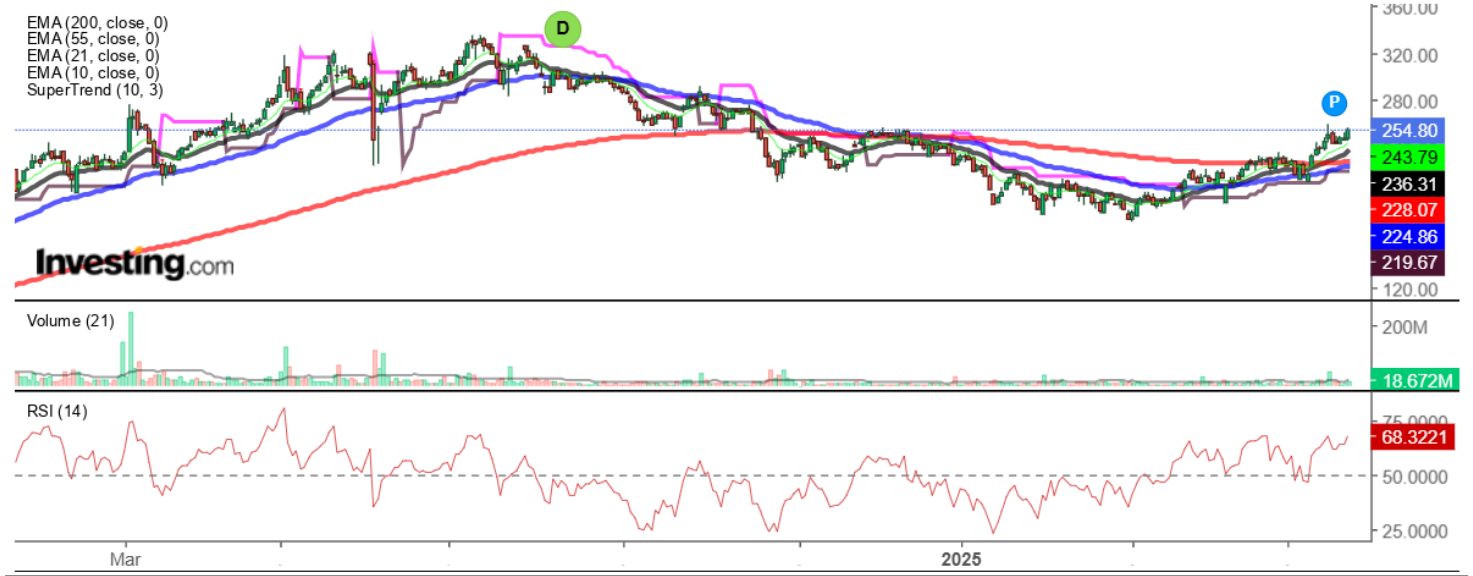 EMA (200, close, 0)
EMA (55, close, 0)
EMA (21, close, 0)
EMA (10, close, 0)
SuperTrend (10, 3)
D
P
360.00
320.00
280.00
254.80
243.79
236.31
228.07
224.86
219.67
120.00
Investing.com
Volume (21)
200M
18.672M
RSI (14)
75.0000
68.3221
50.0000
25.0000
Mar
2025